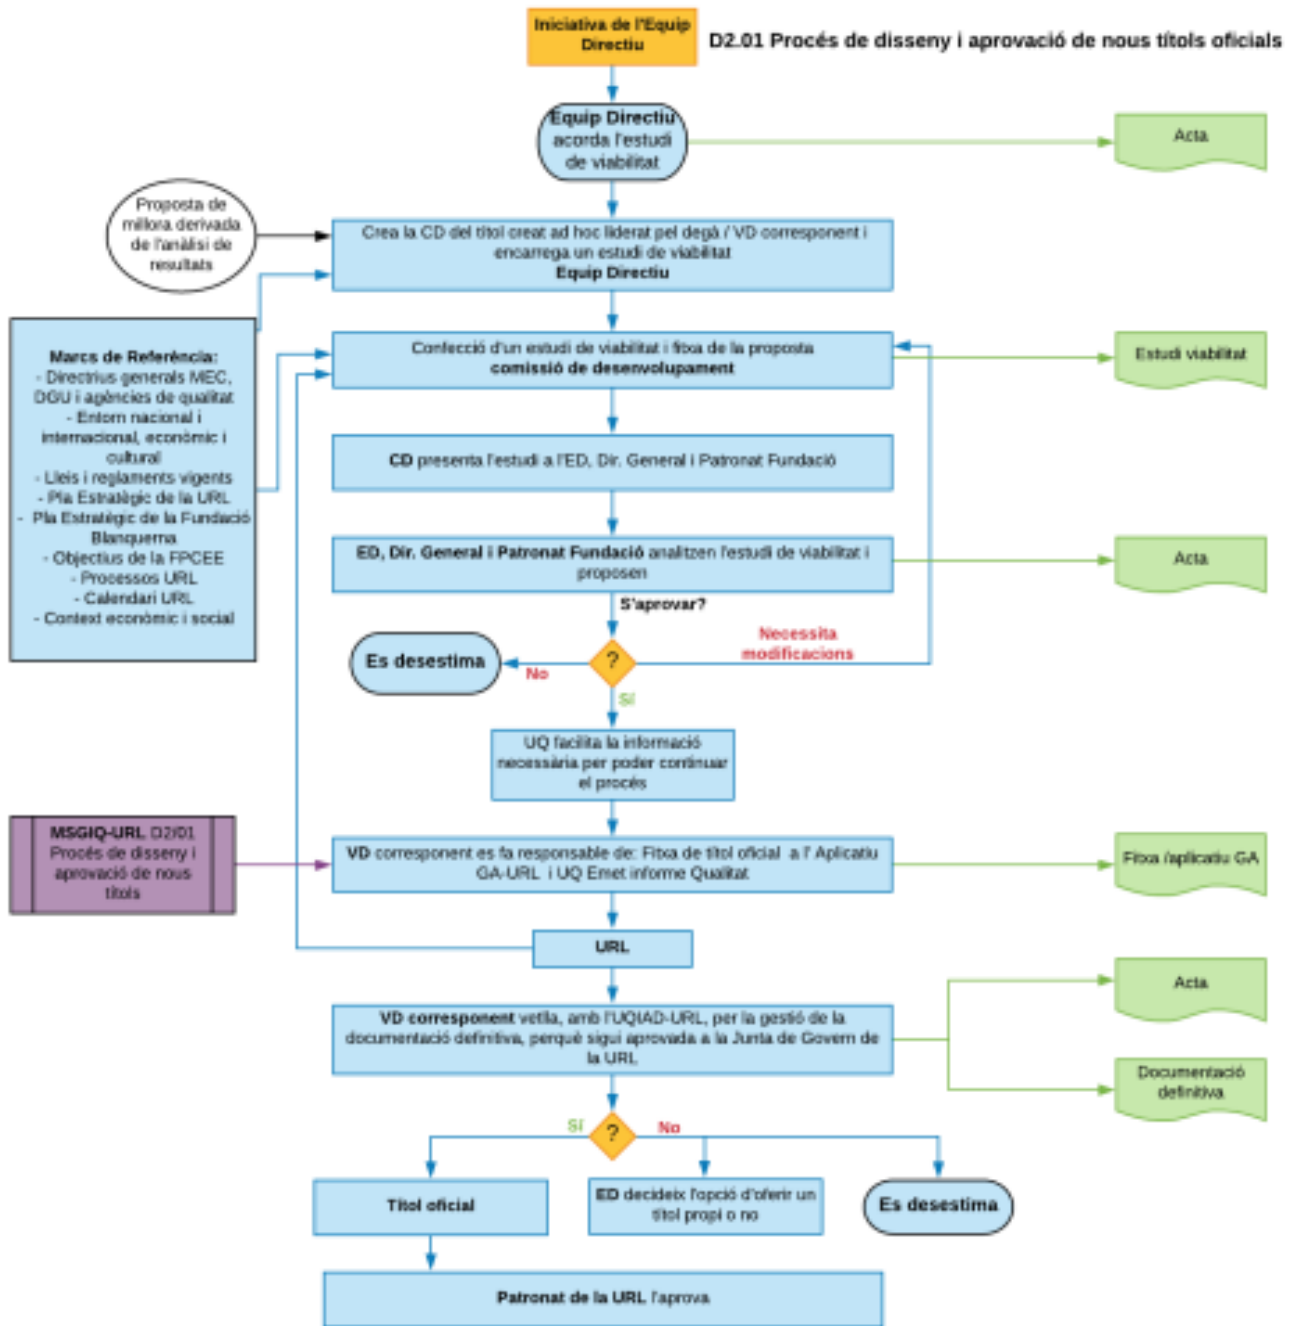 Iniciativa de l'Equip
Directiu
D2.01 Procés de disseny i aprovació de nous títols oficials
Equip Directiu
acorda l'estudi
de viabilitat
Acta
Proposta de
millora derivada
de l'anàlisi de
resultats
Crea la CD del títol creat ad hoc liderat pel degà / VD corresponent i
encarrega un estudi de viabilitat
Equip Directiu
Marcs de Referència:
- Directrius generals MEC,
DGU i agències de qualitat
- Entorn nacional i
internacional, econòmic i
cultural
- Lleis i reglaments vigents
- Pla Estratègic de la URL
- Pla Estratègic de la Fundació
Blanquerna
- Objectius de la FPCEE
- Processos URL
- Calendari URL
- Context econòmic i social
Confecció d'un estudi de viabilitat i fitxa de la proposta
comissió de desenvolupament
Estudi viabilitat
CD presenta l'estudi a l'ED, Dir. General i Patronat Fundació
ED, Dir. General i Patronat Fundació analitzen l'estudi de viabilitat i
proposen
Acta
S'aprovar?
Necessita
modificacions
Es desestima
No
?
Sí
UQ facilita la informació
necessària per poder continuar
el procés
MSGIQ-URL D2/01
Procés de disseny i
aprovació de nous
títols
VD corresponent es fa responsable de: Fitxa de títol oficial a l' Aplicatiu
GA-URL i UQ Emet informe Qualitat
Fitxa /aplicatiu GA
URL
VD corresponent vetlla, amb l'UQIAD-URL, per la gestió de la
documentació definitiva, perquè sigui aprovada a la Junta de Govern de
la URL
Acta
Documentació
definitiva
Sí
?
No
Títol oficial
ED decideix l'opció d'oferir un
títol propi o no
Es desestima
Patronat de la URL l'aprova